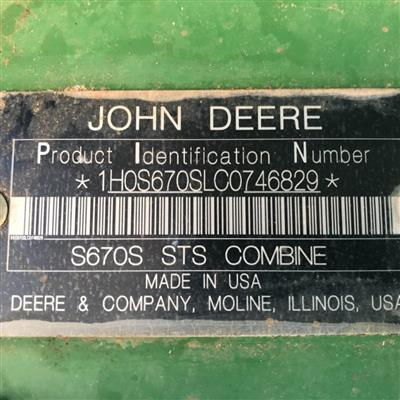 JOHN DEERE
Product Identification Number
*1H0S670SLC0746829*
S670S STS COMBINE
MADE IN USA
DEERE & COMPANY, MOLINE, ILLINOIS, USA